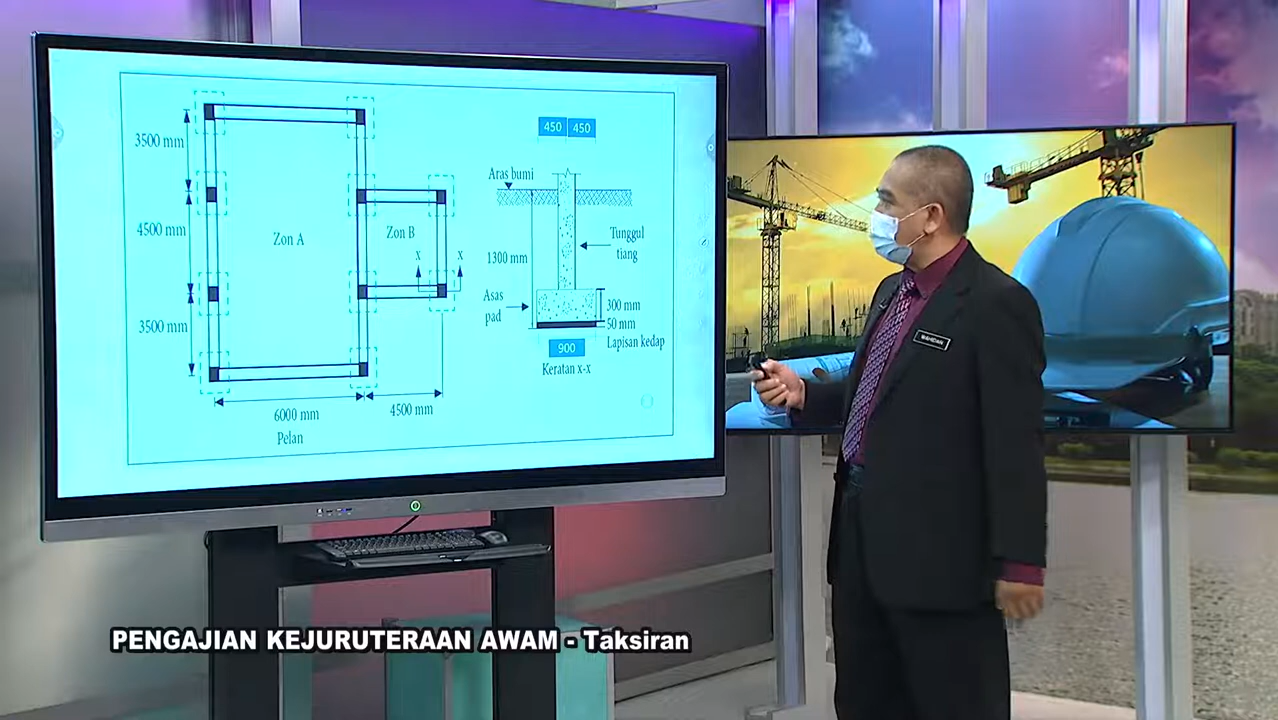 450 450
3500 mm
Aras bumi
4500 mm
Zon A
Zon B
Tunggul
tiang
x x
1300 mm
Asas
pad
300 mm
50 mm
Lapisan kedap
3500 mm
900
Keratan x-x
6000 mm
4500 mm
Pelan
WAHIDAN
PENGAJIAN KEJURUTERAAN AWAM - Taksiran